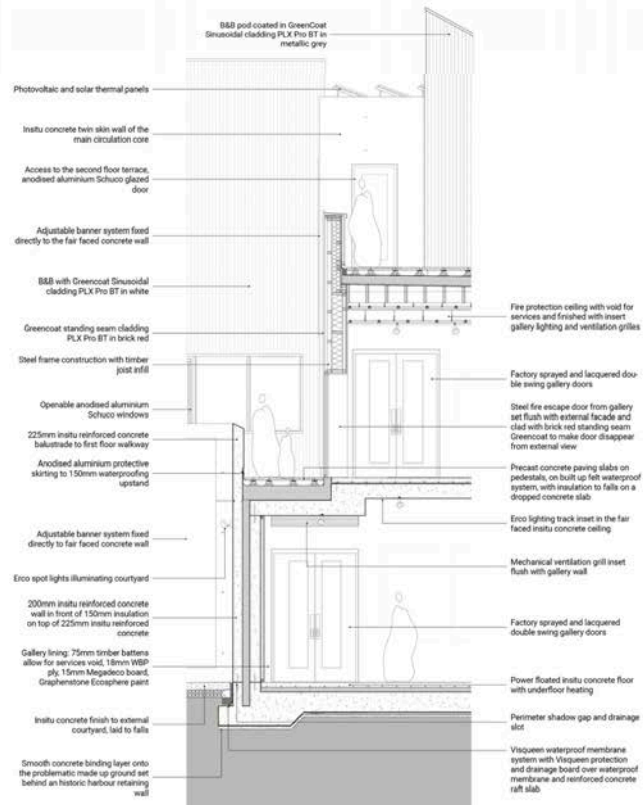 B&B pod coated in GreenCoat
Sinusoidal cladding PLX Pro BT in
metallic grey
Photovoltaic and solar thermal panels
Insitu concrete twin skin wall of the
main circulation core
Access to the second floor terrace,
anodised aluminium Schuco glazed
door
Adjustable banner system fixed
directly to the fair faced concrete wall
B&B with Greencoat Sinusoidal
cladding PLX Pro BT in white
Greencoat standing seam cladding
PLX Pro BT in brick red
Steel frame construction with timber
joist infill
Openable anodised aluminium
Schuco windows
225mm insitu reinforced concrete
balustrade to first floor walkway
Anodised aluminium protective
skirting to 150mm waterproofing
upstand
Adjustable banner system fixed
directly to fair faced concrete wall
Erco spot lights illuminating courtyard
200mm insitu reinforced concrete
wall in front of 150mm insulation
on top of 225mm insitu reinforced
concrete
Gallery lining: 75mm timber battens
allow for services void, 18mm WBP
ply, 15mm Megadeco board,
Graphenstone Ecosphere paint
Insitu concrete finish to external
courtyard, laid to falls
Smooth concrete binding layer onto
the problematic made up ground set
behind an historic harbour retaining
wall
Fire protection ceiling with void for
services and finished with insert
gallery lighting and ventilation grilles
Factory sprayed and lacquered dou-
ble swing gallery doors
Steel fire escape door from gallery
set flush with external facade and
clad with brick red standing seam
Greencoat to make door disappear
from external view
Precast concrete paving slabs on
pedestals, on built up felt waterproof
system, with insulation to falls on a
dropped concrete slab
Erco lighting track inset in the fair
faced insitu concrete ceiling
Mechanical ventilation grill inset
flush with gallery wall
Factory sprayed and lacquered
double swing gallery doors
Power floated insitu concrete floor
with underfloor heating
Perimeter shadow gap and drainage
slot
Visqueen waterproof membrane
system with Visqueen protection
and drainage board over waterproof
membrane and reinforced concrete
raft slab